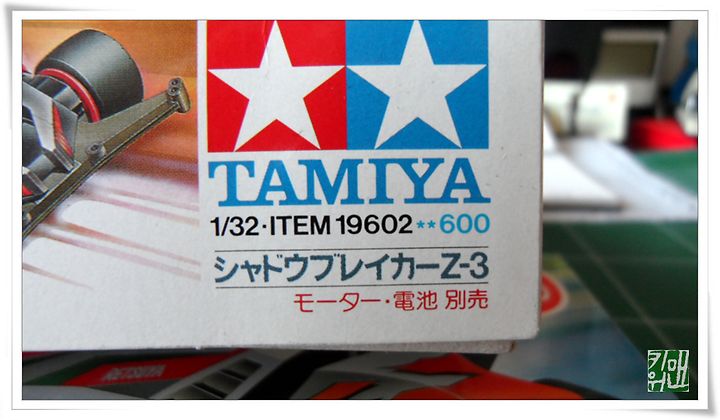 TAMIYA
1/32·ITEM 19602 **600
シャドウブレイカーZ-3
モーター・電池 別売
RETSUYA